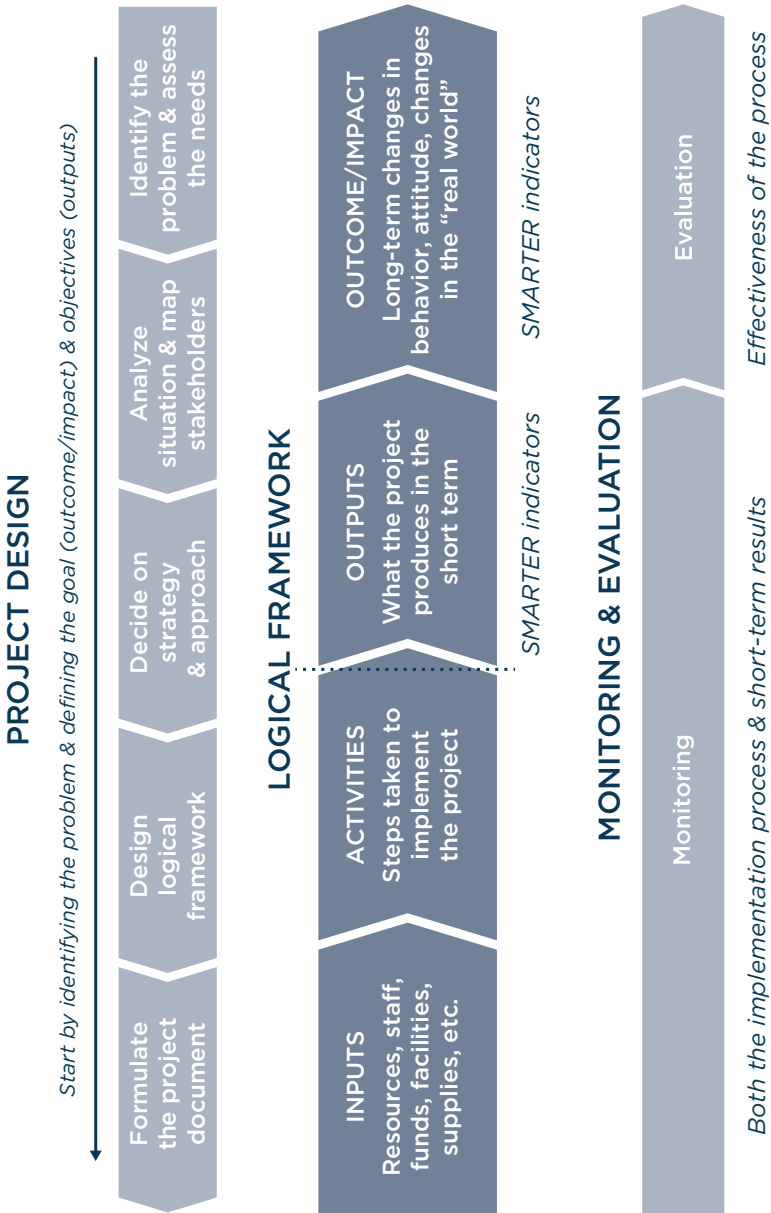 PROJECT DESIGN
Start by identifying the problem & defining the goal (outcome/impact) & objectives (outputs)
Formulate
the project
document
Design
logical
framework
Decide on
strategy
& approach
Analyze
situation & map
stakeholders
Identify the
problem & assess
the needs
LOGICAL FRAMEWORK
INPUTS
Resources, staff,
funds, facilities,
supplies, etc.
ACTIVITIES
Steps taken to
implement
the project
OUTPUTS
What the project
produces in the
short term
OUTCOME/IMPACT
Long-term changes in
behavior, attitude, changes
in the “real world”
SMARTER indicators
SMARTER indicators
MONITORING & EVALUATION
Monitoring
Evaluation
Both the implementation process & short-term results
Effectiveness of the process